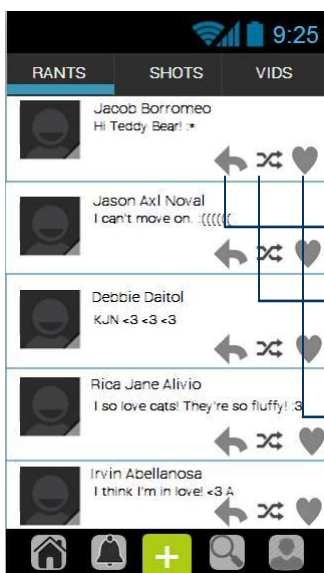 9:25
RANTS SHOTS VIDS
Jacob Borromeo
Hi Teddy Bear! :*
Jason Axl Noval
I can't move on. :((((((
Debbie Daitol
KJN <3 <3 <3
Rica Jane Alivio
I so love cats! They're so fluffy! :3
Irvin Abellanosa
I think I'm in love! <3 A